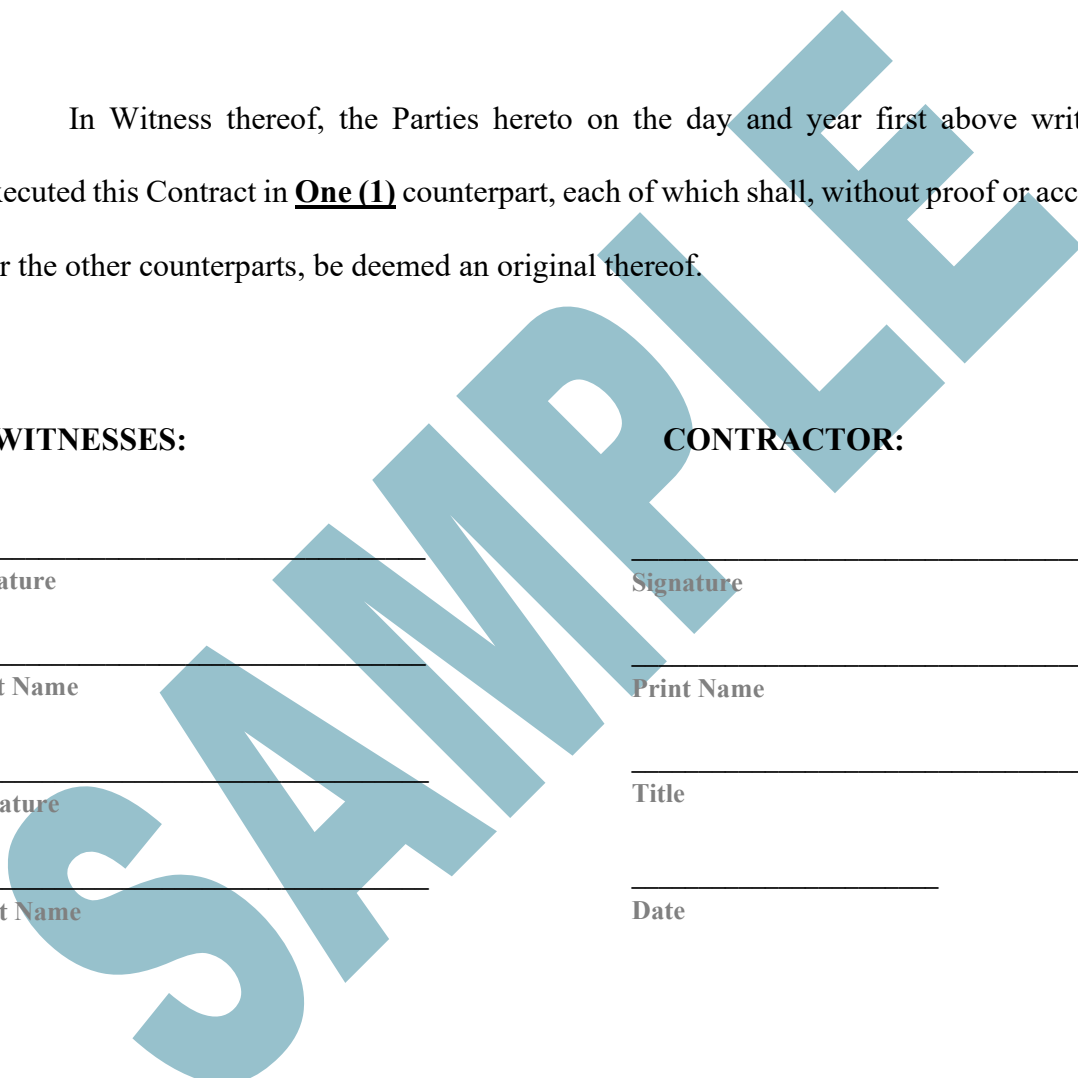 In Witness thereof, the Parties hereto on the day and year first above writ
xecuted this Contract in One (1) counterpart, each of which shall, without proof or acc
r the other counterparts, be deemed an original thereof.
WITNESSES:
CONTRACTOR:
ature
Signature
t Name
Print Name
Title
ature
t Name
Date
SAMPLE